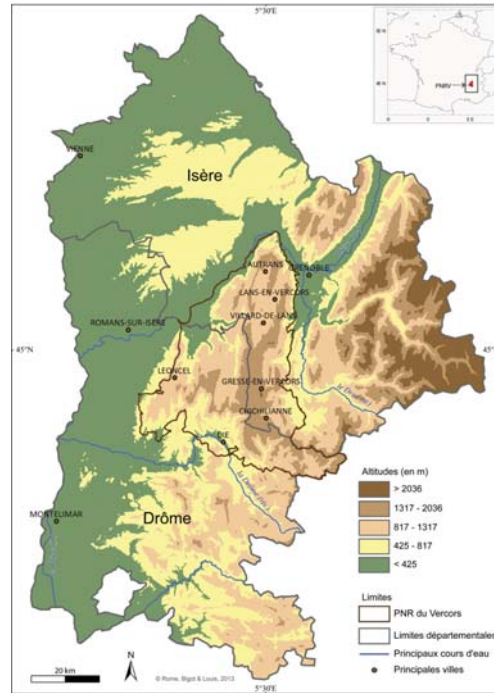 5°30'E
PNRV
VIENNE
Isère
AUTRANS
GRENOBLE
LANS-EN-VERCORS
VILLARD-DE-LANS
ROMANS-SUR-ISERE
45°N
45°N
LEONCEL
GRESSE-EN-VERCORS
CHICHILIANNE
DIE
MONTELIMAR
Drôme
Altitudes (en m)
> 2036
1317 - 2036
817 - 1317
425 - 817
< 425
Limites
PNR du Vercors
Limites départementales
Principaux cours d'eau
Principales villes
20 km
N
© Rome, Bigot & Louis, 2013
5°30'E